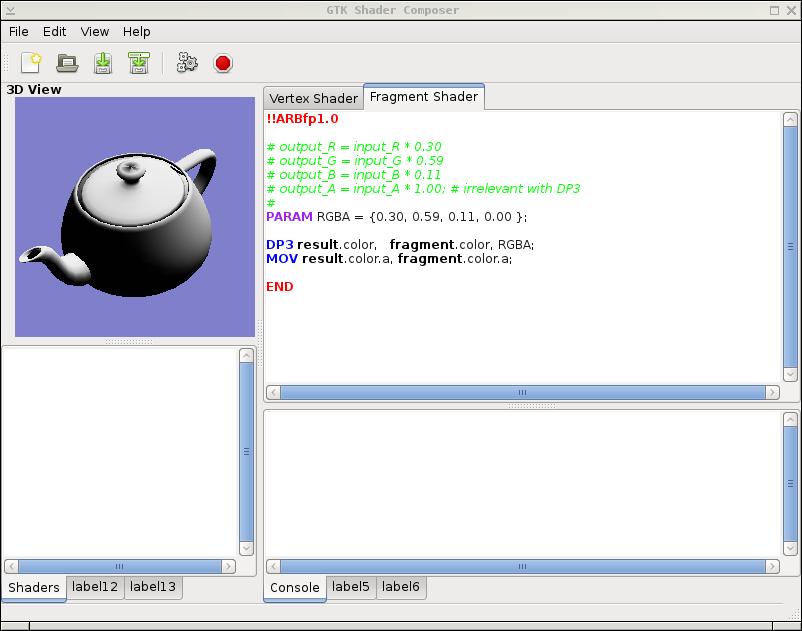 GTK Shader Composer
File Edit View Help
3D View
Vertex Shader Fragment Shader
!!ARBfp1.0
# output_R = input_R * 0.30
# output_G = input_G * 0.59
# output_B = input_B * 0.11
# output_A = input_A * 1.00; # irrelevant with DP3
#
PARAM RGBA = {0.30, 0.59, 0.11, 0.00 };
DP3 result.color, fragment.color, RGBA;
MOV result.color.a, fragment.color.a;
END
Shaders label12 label13
Console label5 label6